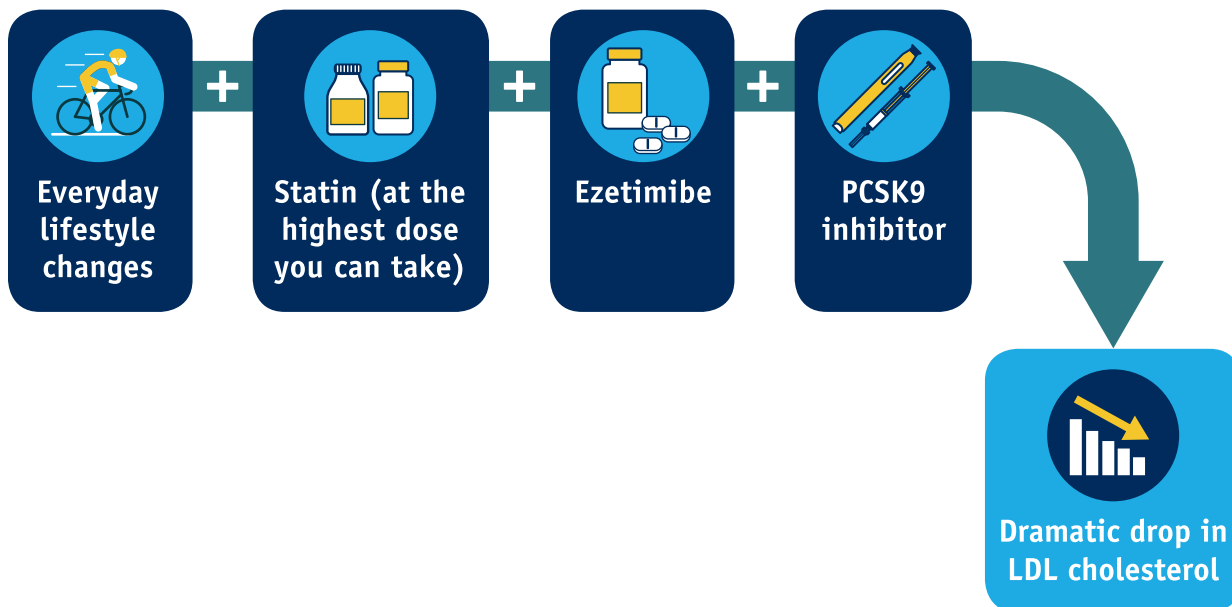 +
+
+
Everyday
lifestyle
changes
Statin (at the
highest dose
you can take)
Ezetimibe
PCSK9
inhibitor
Dramatic drop in
LDL cholesterol